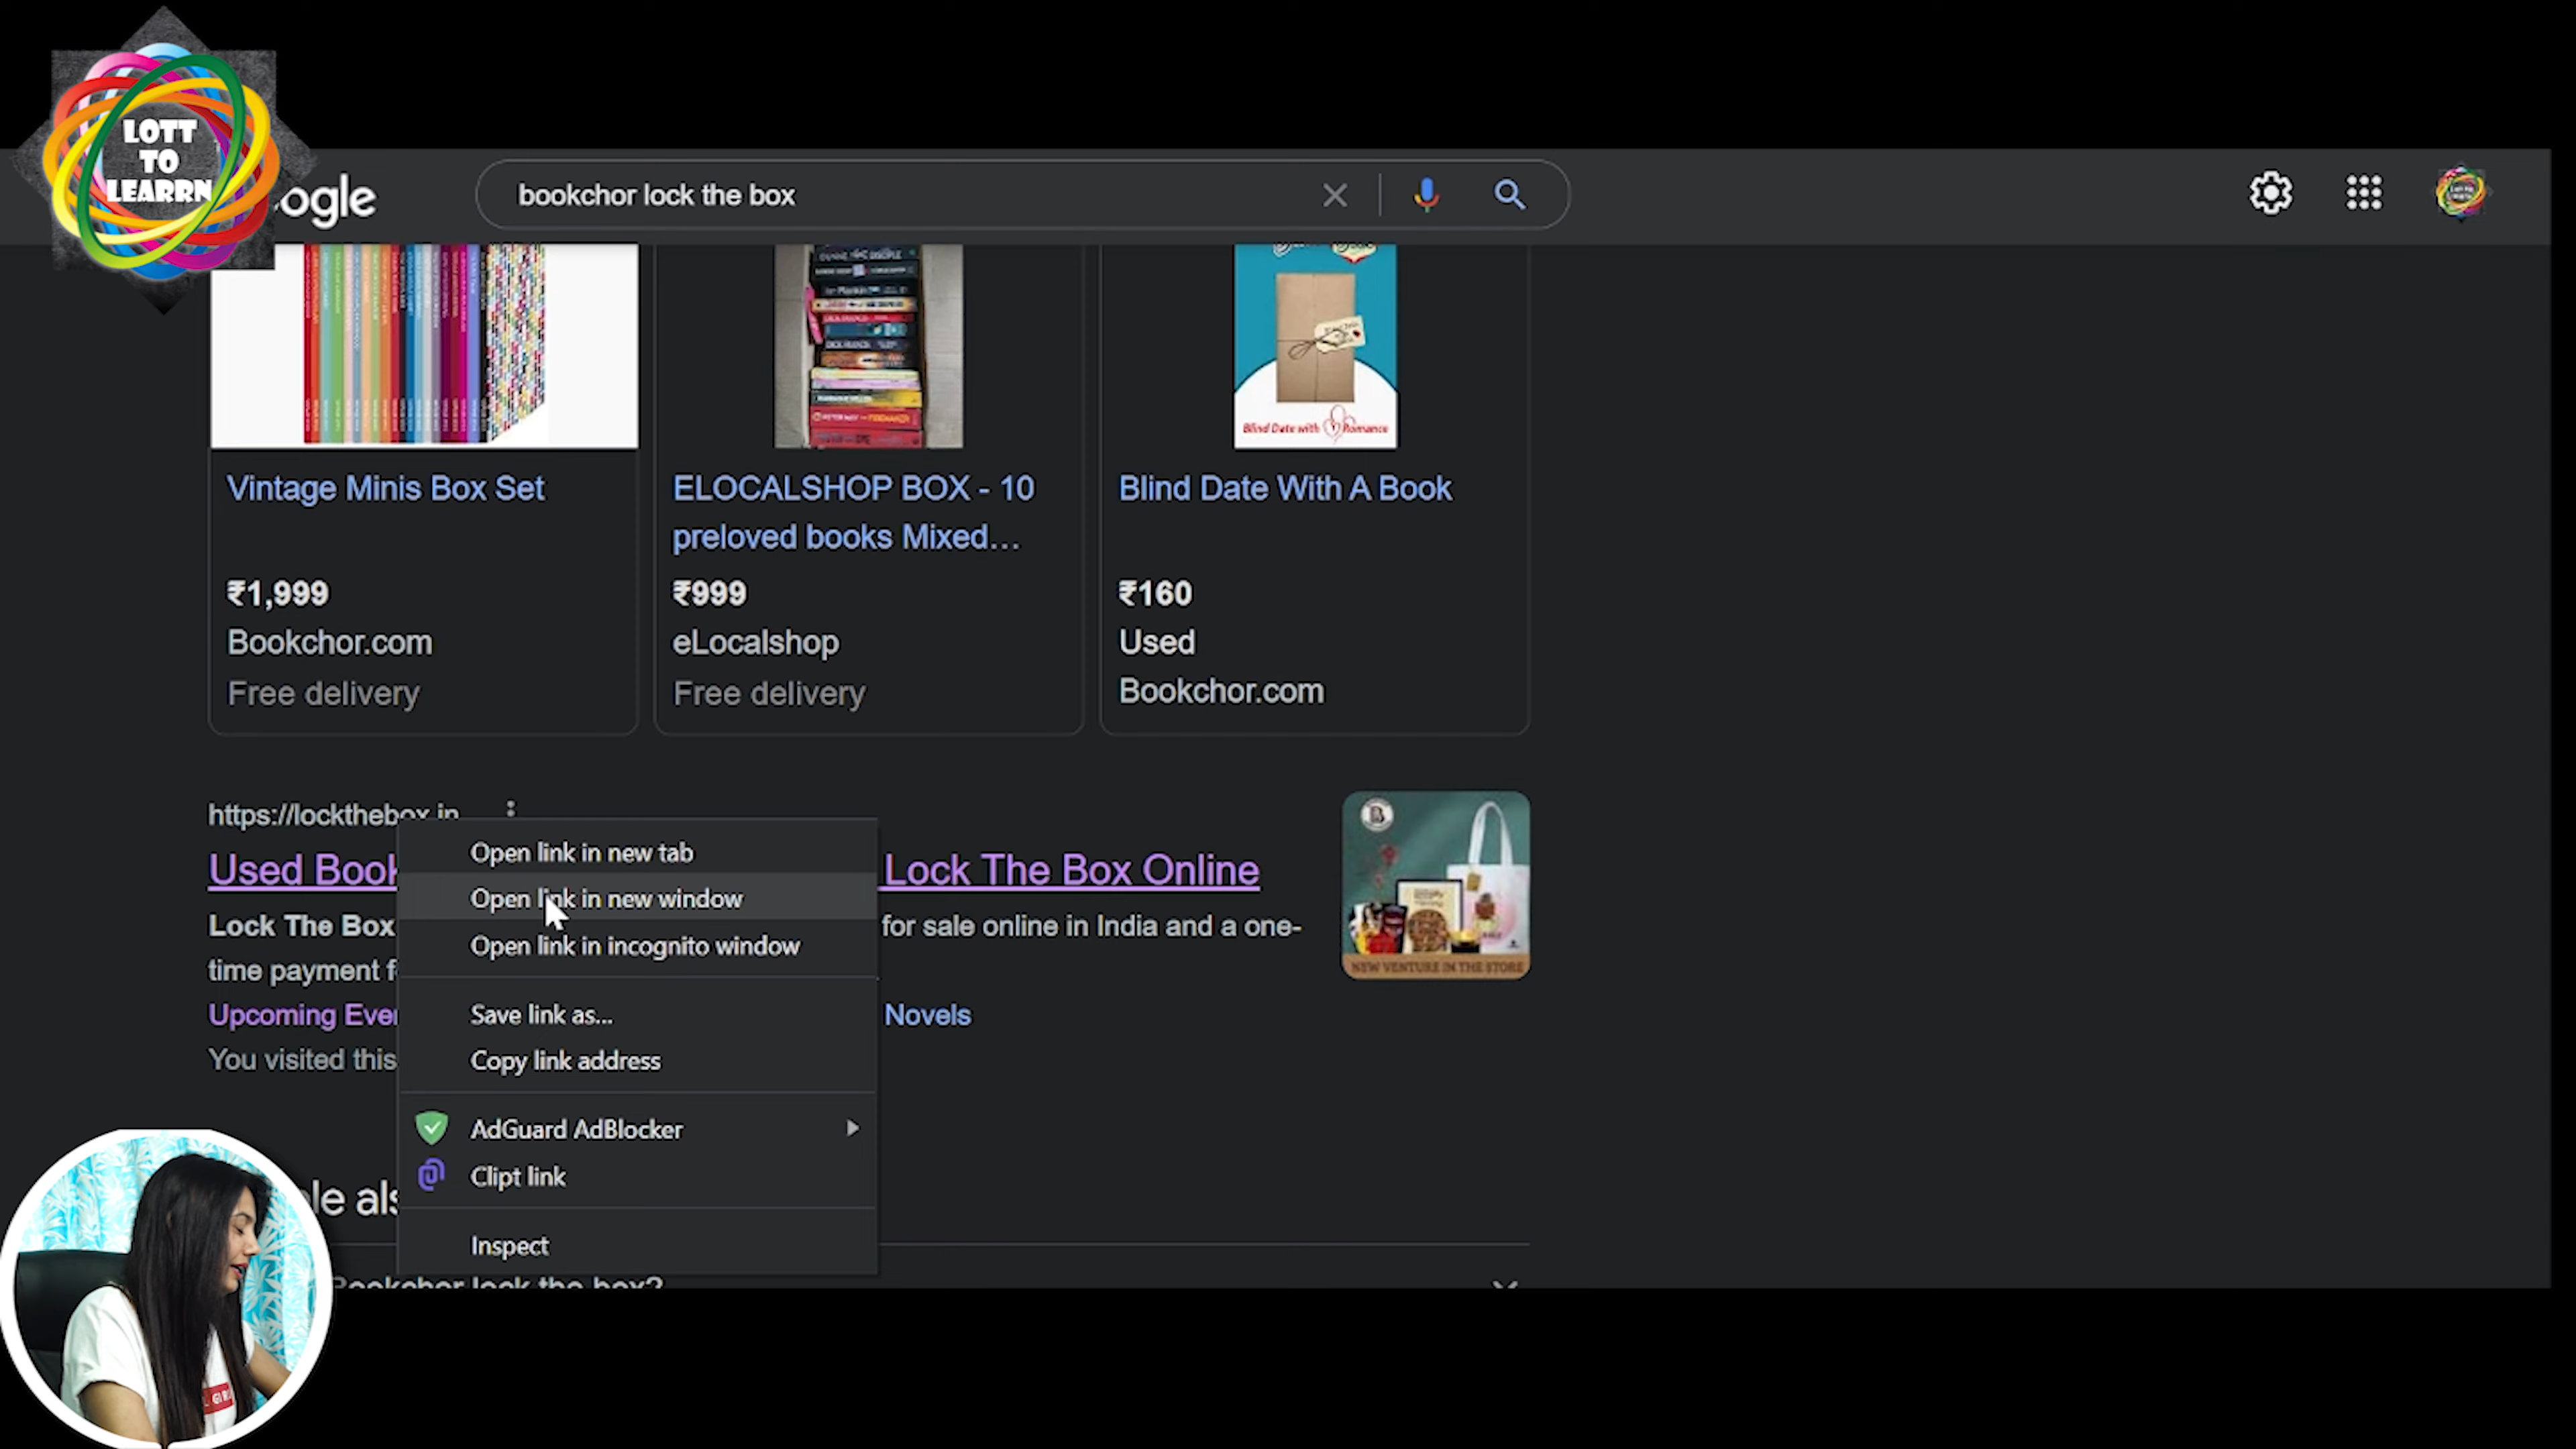 LOTT
TO
LEARRN
ogle
bookchor lock the box
Blind Date with Romance
Vintage Minis Box Set
ELOCALSHOP BOX - 10
preloved books Mixed...
Blind Date With A Book
₹1,999
₹999
₹160
Bookchor.com
eLocalshop
Used
Free delivery
Free delivery
Bookchor.com
https://lockthebox.in
Used Book
Lock The Box Online
Lock The Box
for sale online in India and a one-
time payment f
Upcoming Ever
Novels
You visited this
NEW VENTURE IN THE STORE
Open link in new tab
Open link in new window
Open link in incognito window
Save link as...
Copy link address
AdGuard AdBlocker
Clipt link
Inspect
le als
Bookchor lock the box?